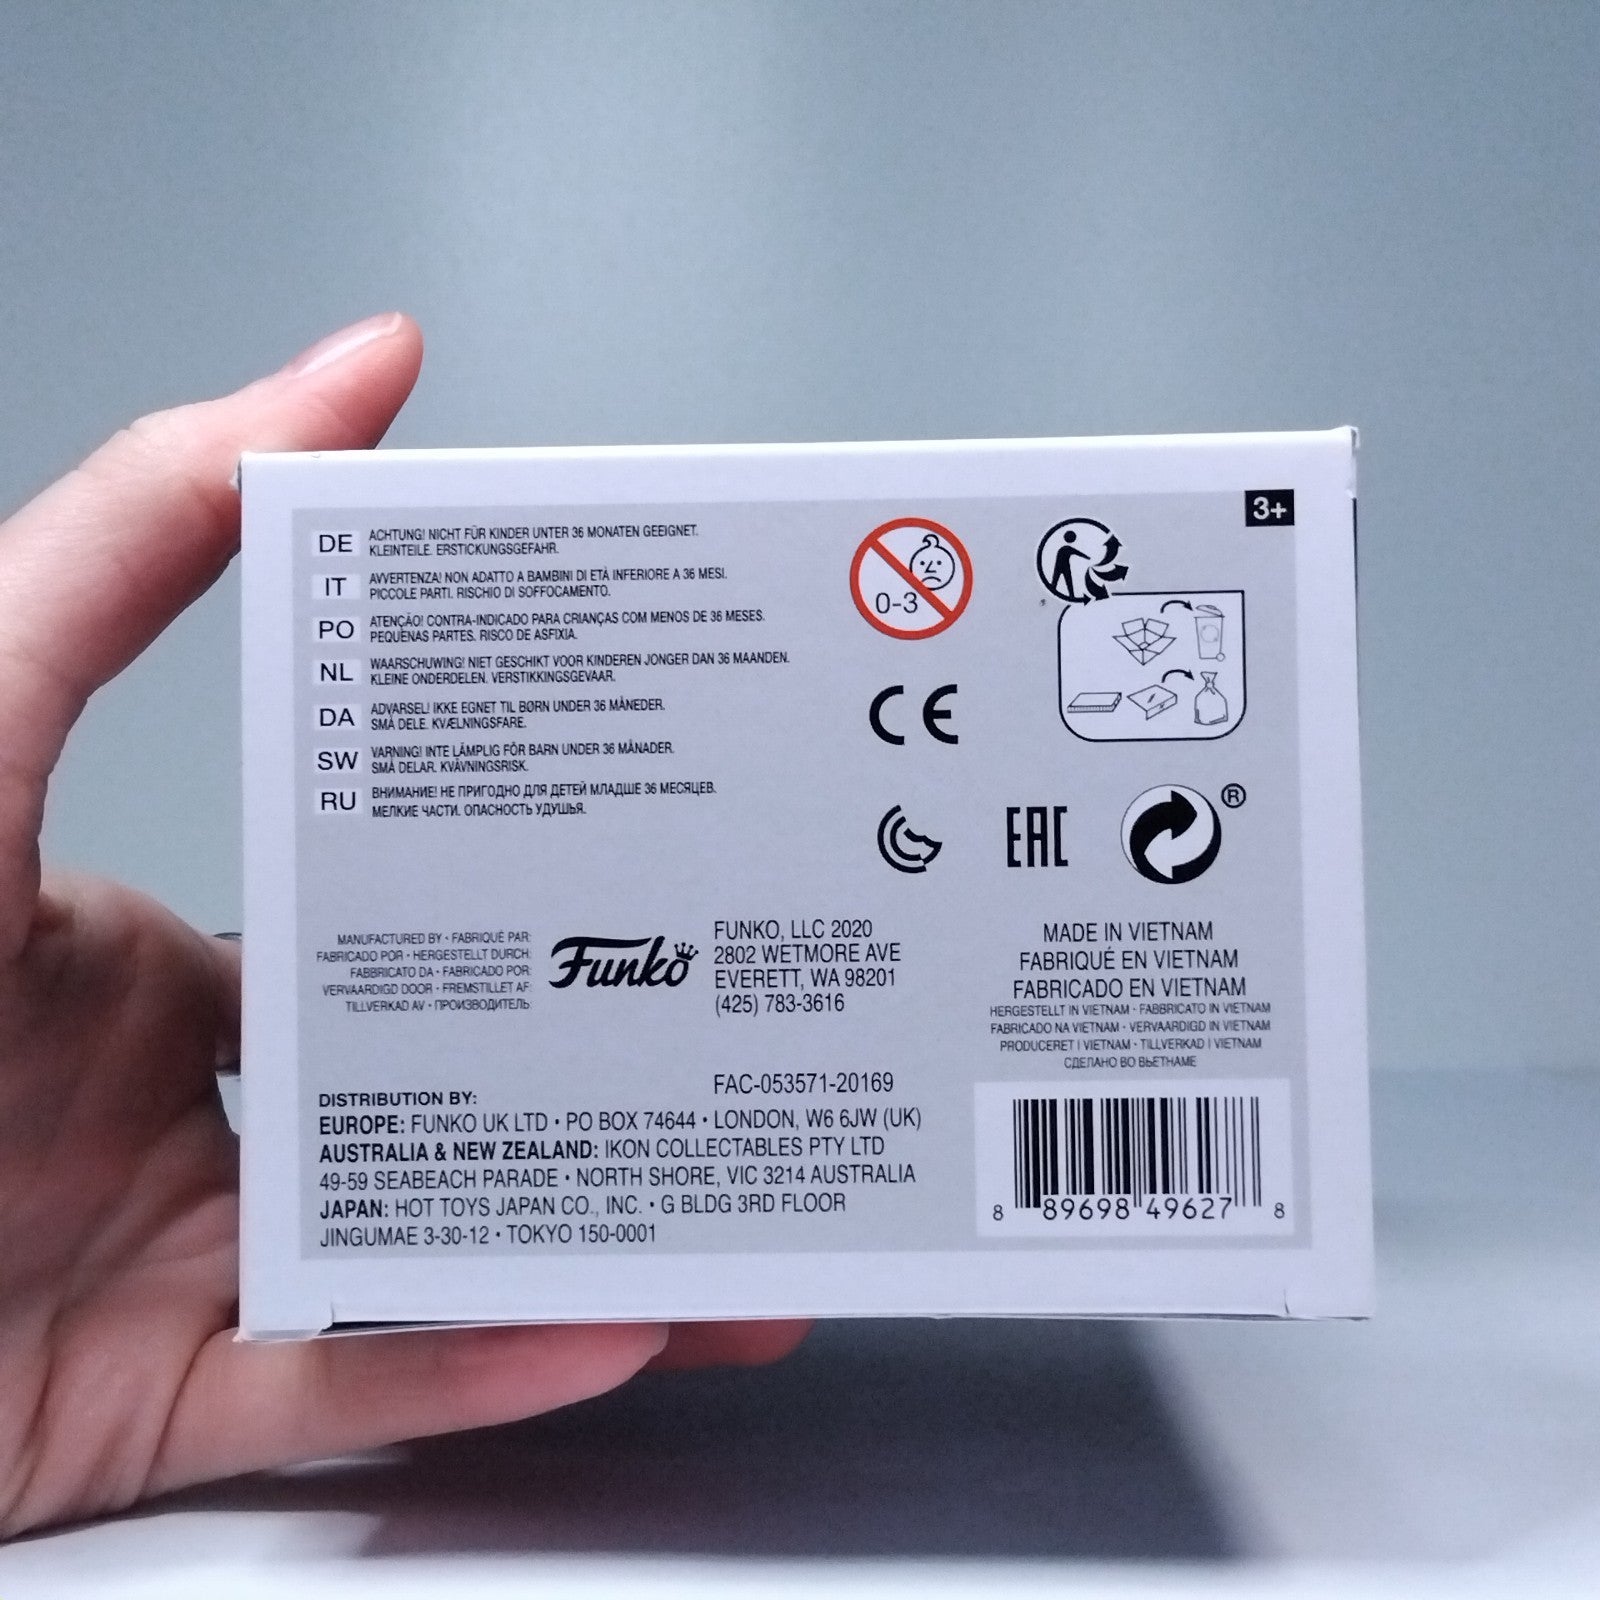 3+
DE
ACHTUNG! NICHT FÜR KINDER UNTER 36 MONATEN GEEIGNET.
KLEINTEILE. ERSTICKUNGSGEFAHR.
IT
AVVERTENZA! NON ADATTO A BAMBINI DI ETÀ INFERIORE A 36 MESI.
PICCOLE PARTI. RISCHIO DI SOFFOCAMENTO.
PO
ATENÇÃO! CONTRA-INDICADO PARA CRIANÇAS COM MENOS DE 36 MESES.
PEQUENAS PARTES. RISCO DE ASFIXIA.
NL
WAARSCHUWING! NIET GESCHIKT VOOR KINDEREN JONGER DAN 36 MAANDEN.
KLEINE ONDERDELEN. VERSTIKKINGSGEVAAR.
DA
ADVARSEL! IKKE EGNET TIL BØRN UNDER 36 MÅNEDER.
SMÅ DELE. KVÆLNINGSFARE.
SW
VARNING! INTE LÄMPLIG FÖR BARN UNDER 36 MÅNADER.
SMÅ DELAR. KVÄVNINGSRISK.
RU
ВНИМАНИЕ! НЕ ПРИГОДНО ДЛЯ ДЕТЕЙ МЛАДШЕ 36 МЕСЯЦЕВ.
МЕЛКИЕ ЧАСТИ. ОПАСНОСТЬ УДУШЬЯ.
0-3
CE
EAC
®
MANUFACTURED BY • FABRIQUÉ PAR:
FABRICADO POR • HERGESTELLT DURCH:
FABBRICATO DA • FABRICADO POR:
VERVAARDIGD DOOR • FREMSTILLET AF:
TILLVERKAD AV • ПРОИЗВОДИТЕЛЬ:
Funko
FUNKO, LLC 2020
2802 WETMORE AVE
EVERETT, WA 98201
(425) 783-3616
MADE IN VIETNAM
FABRIQUÉ EN VIETNAM
FABRICADO EN VIETNAM
HERGESTELLT IN VIETNAM • FABBRICATO IN VIETNAM
FABRICADO NA VIETNAM • VERVAARDIGD IN VIETNAM
PRODUCERET I VIETNAM • TILLVERKAD I VIETNAM
СДЕЛАНО ВО ВЬЕТНАМЕ
FAC-053571-20169
DISTRIBUTION BY:
EUROPE: FUNKO UK LTD • PO BOX 74644 • LONDON, W6 6JW (UK)
AUSTRALIA & NEW ZEALAND: IKON COLLECTABLES PTY LTD
49-59 SEABEACH PARADE • NORTH SHORE, VIC 3214 AUSTRALIA
JAPAN: HOT TOYS JAPAN CO., INC. • G BLDG 3RD FLOOR
JINGUMAE 3-30-12 • TOKYO 150-0001
8 89698 49627 8